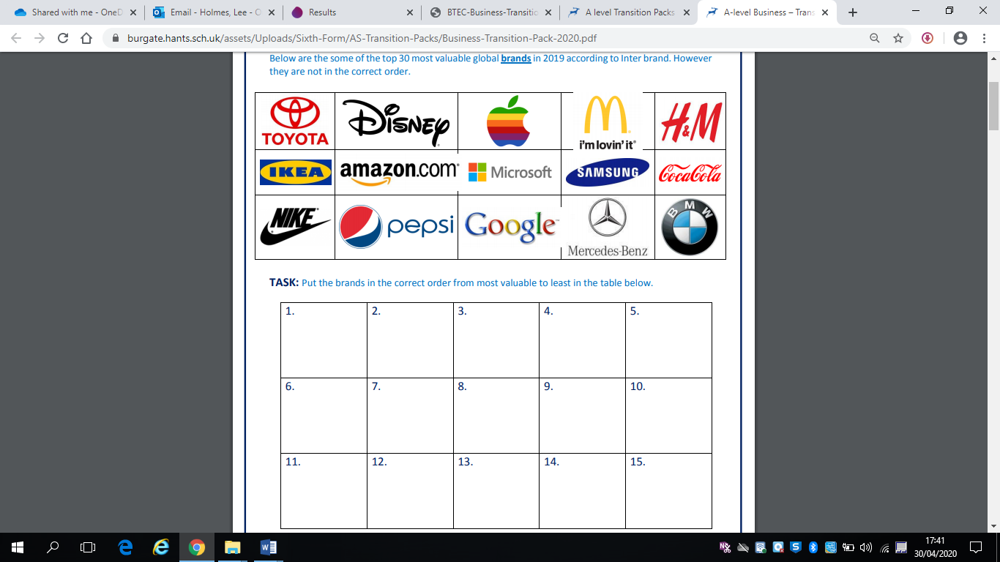 Shared with me - OneD
Email - Holmes, Lee - O
Results
BTEC-Business-Transitio
A level Transition Packs
A-level Business – Trans
burgate.hants.sch.uk/assets/Uploads/Sixth-Form/AS-Transition-Packs/Business-Transition-Pack-2020.pdf
Below are the some of the top 30 most valuable global brands in 2019 according to Inter brand. However
they are not in the correct order.
TOYOTA
Disney
i'm lovin' it
H&M
IKEA
amazon.com
Microsoft
SAMSUNG
CocaCola
NIKE
pepsi
Google
Mercedes-Benz
BMW
TASK: Put the brands in the correct order from most valuable to least in the table below.
1. 2. 3. 4. 5.
6. 7. 8. 9. 10.
11. 12. 13. 14. 15.
17:41
30/04/2020